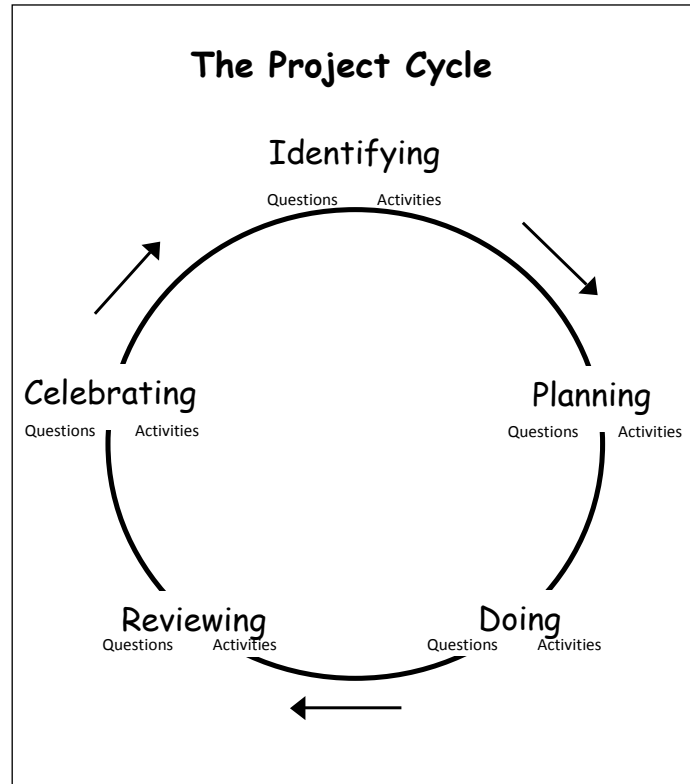 The Project Cycle
Identifying
Questions Activities
Celebrating
Questions Activities
Planning
Questions Activities
Reviewing
Questions Activities
Doing
Questions Activities